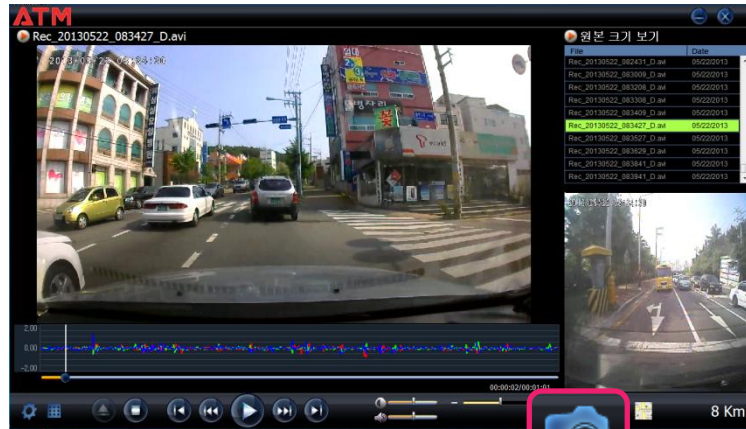 ATM
Rec_20130522_083427_D.avi
원본 크기 보기
File Date
Rec_20130522_082431_D.avi 05/22/2013
Rec_20130522_083009_D.avi 05/22/2013
Rec_20130522_083208_D.avi 05/22/2013
Rec_20130522_083308_D.avi 05/22/2013
Rec_20130522_083409_D.avi 05/22/2013
Rec_20130522_083427_D.avi 05/22/2013
Rec_20130522_083527_D.avi 05/22/2013
Rec_20130522_083629_D.avi 05/22/2013
Rec_20130522_083841_D.avi 05/22/2013
Rec_20130522_083941_D.avi 05/22/2013
2.00
0.00
-2.00
00:00:02/00:01:01
8 Km